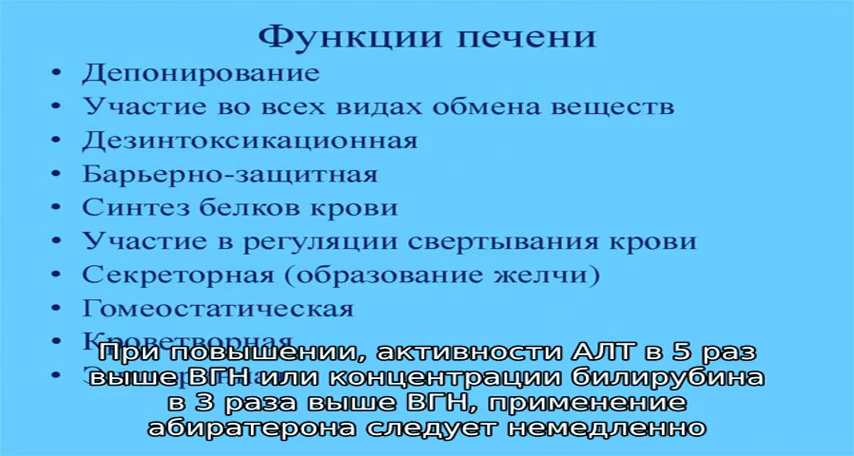 Функции печени
• Депонирование
• Участие во всех видах обмена веществ
• Дезинтоксикационная
• Барьерно-защитная
• Синтез белков крови
• Участие в регуляции свертывания крови
• Секреторная (образование желчи)
• Гомеостатическая
• Кроветворная
При повышении, активности АЛТ в 5 раз
выше ВГН или концентрации билирубина
в 3 раза выше ВГН, применение
абиратерона следует немедленно